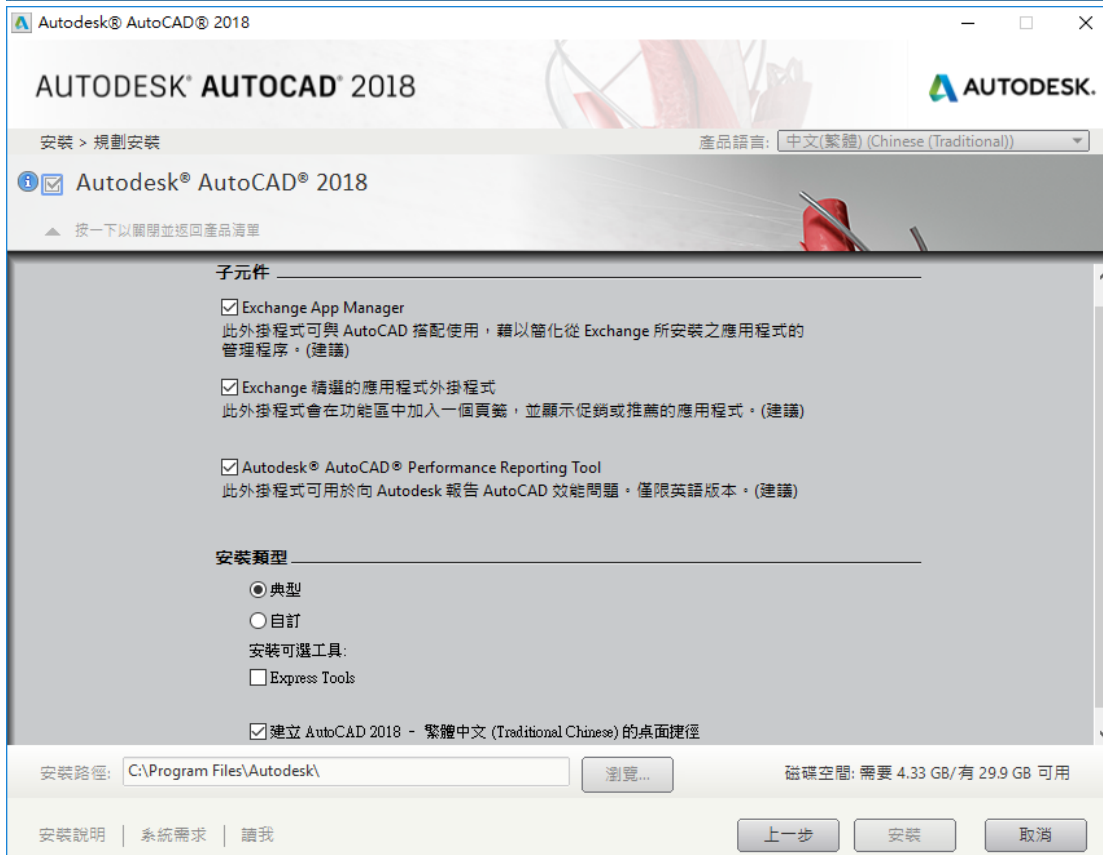 Autodesk® AutoCAD® 2018
AUTODESK® AUTOCAD® 2018
AUTODESK.
安裝 > 規劃安裝
產品語言: 中文(繁體) (Chinese (Traditional))
Autodesk® AutoCAD® 2018
按一下以關閉並返回產品清單
子元件
Exchange App Manager
此外掛程式可與 AutoCAD 搭配使用，藉以簡化從 Exchange 所安裝之應用程式的
管理程序。(建議)
Exchange 精選的應用程式外掛程式
此外掛程式會在功能區中加入一個頁籤，並顯示促銷或推薦的應用程式。(建議)
Autodesk® AutoCAD® Performance Reporting Tool
此外掛程式可用於向 Autodesk 報告 AutoCAD 效能問題。僅限英語版本。(建議)
安裝類型
典型
自訂
安裝可選工具:
Express Tools
建立 AutoCAD 2018 - 繁體中文 (Traditional Chinese) 的桌面捷徑
安裝路徑: C:\Program Files\Autodesk\ 瀏覽... 磁碟空間: 需要 4.33 GB/有 29.9 GB 可用
安裝說明 | 系統需求 | 讀我 上一步 安裝 取消